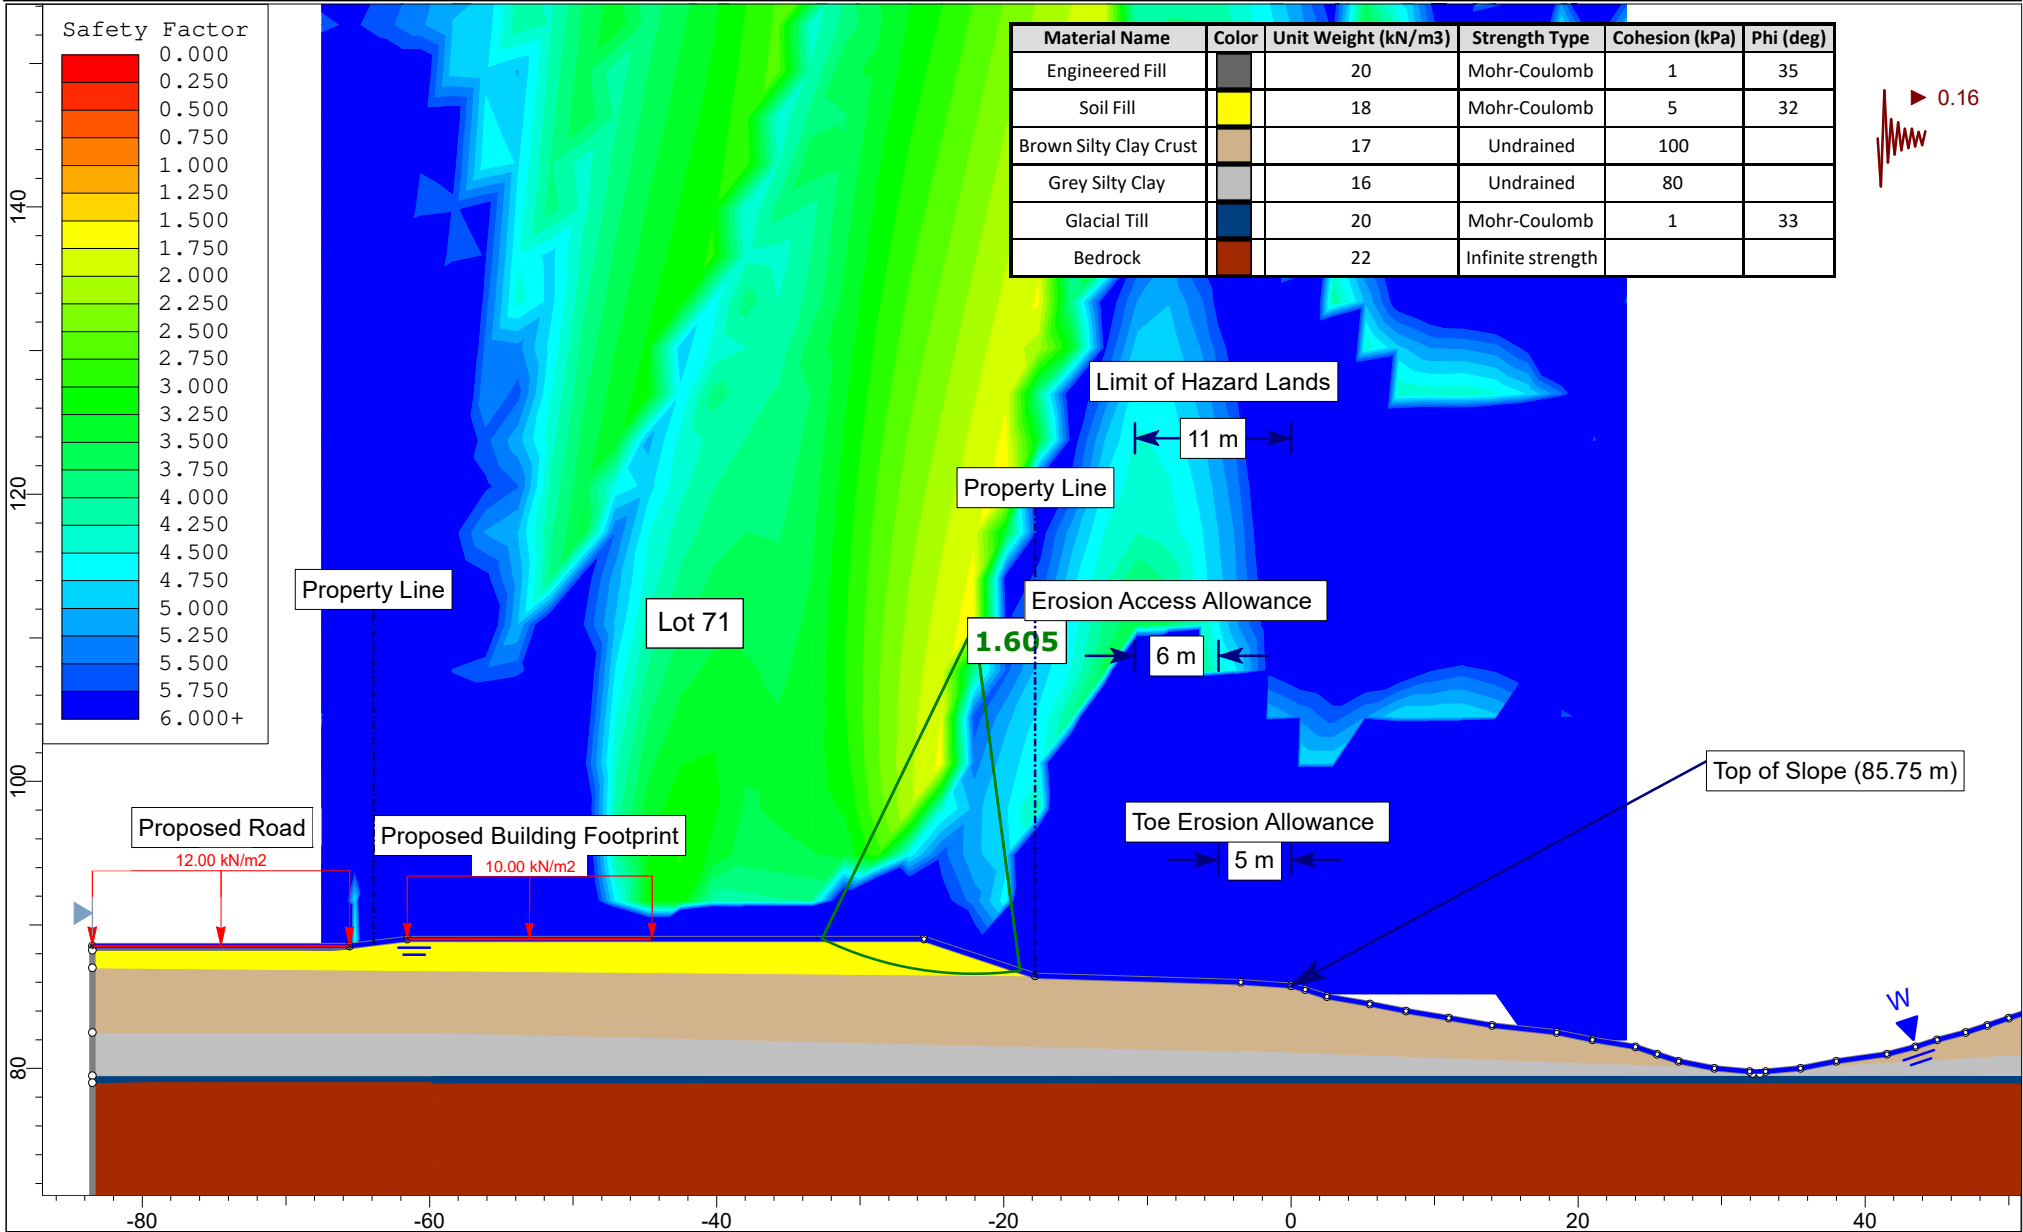 Safety Factor
0.000
0.250
0.500
0.750
1.000
1.250
1.500
1.750
2.000
2.250
2.500
2.750
3.000
3.250
3.500
3.750
4.000
4.250
4.500
4.750
5.000
5.250
5.500
5.750
6.000+
Material Name Color Unit Weight (kN/m3) Strength Type Cohesion (kPa) Phi (deg)
Engineered Fill 20 Mohr-Coulomb 1 35
Soil Fill 18 Mohr-Coulomb 5 32
Brown Silty Clay Crust 17 Undrained 100
Grey Silty Clay 16 Undrained 80
Glacial Till 20 Mohr-Coulomb 1 33
Bedrock 22 Infinite strength
0.16
Limit of Hazard Lands
11 m
Property Line
Property Line
Erosion Access Allowance
Lot 71
1.605
6 m
Top of Slope (85.75 m)
Toe Erosion Allowance
5 m
Proposed Road
12.00 kN/m2
Proposed Building Footprint
10.00 kN/m2
W
140
120
100
80
-80 -60 -40 -20 0 20 40